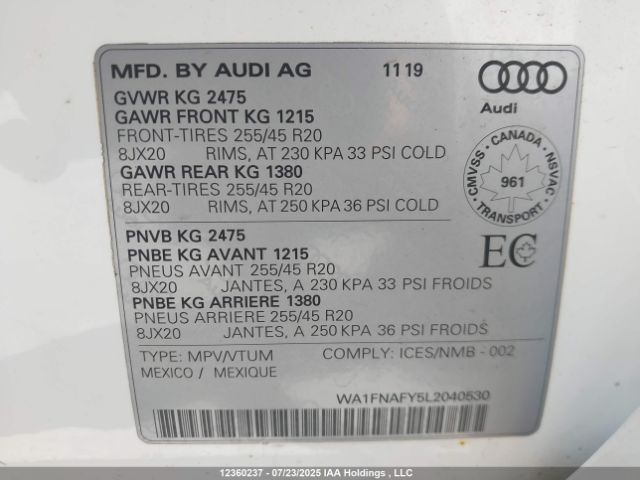 MFD. BY AUDI AG 11 19
Audi
GVWR KG 2475
GAWR FRONT KG 1215
FRONT-TIRES 255/45 R20
8JX20 RIMS, AT 230 KPA 33 PSI COLD
GAWR REAR KG 1380
REAR-TIRES 255/45 R20
8JX20 RIMS, AT 250 KPA 36 PSI COLD
CMVSS · CANADA · NSVAC
961
TRANSPORT
PNVB KG 2475
PNBE KG AVANT 1215
PNEUS AVANT 255/45 R20
8JX20 JANTES, A 230 KPA 33 PSI FROIDS
PNBE KG ARRIERE 1380
PNEUS ARRIERE 255/45 R20
8JX20 JANTES, A 250 KPA 36 PSI FROIDS
EC
TYPE: MPV/VTUM COMPLY: ICES/NMB - 002
MEXICO / MEXIQUE
WA1FNAFY5L2040530
12360237 - 07/23/2025 IAA Holdings , LLC